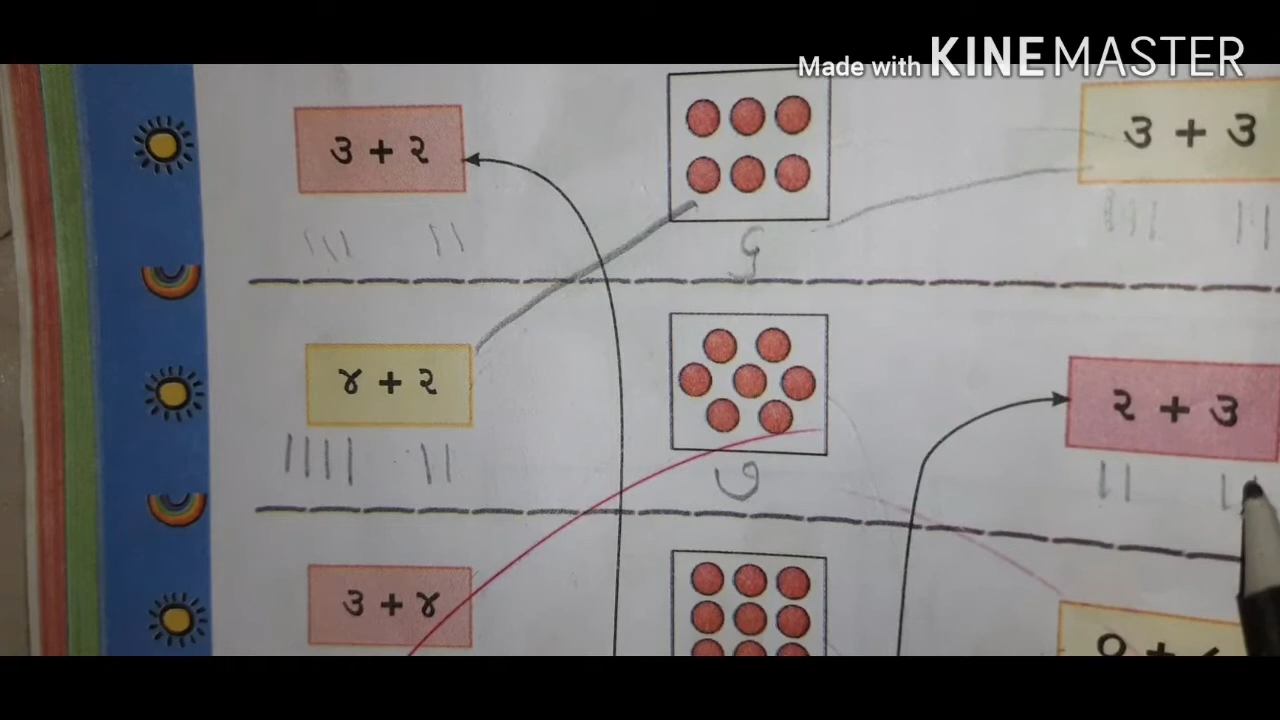 Made with KINEMASTER
૩ + ૨
૩ + ૩
૬
૪ + ૨
૨ + ૩
૭
૩ + ૪